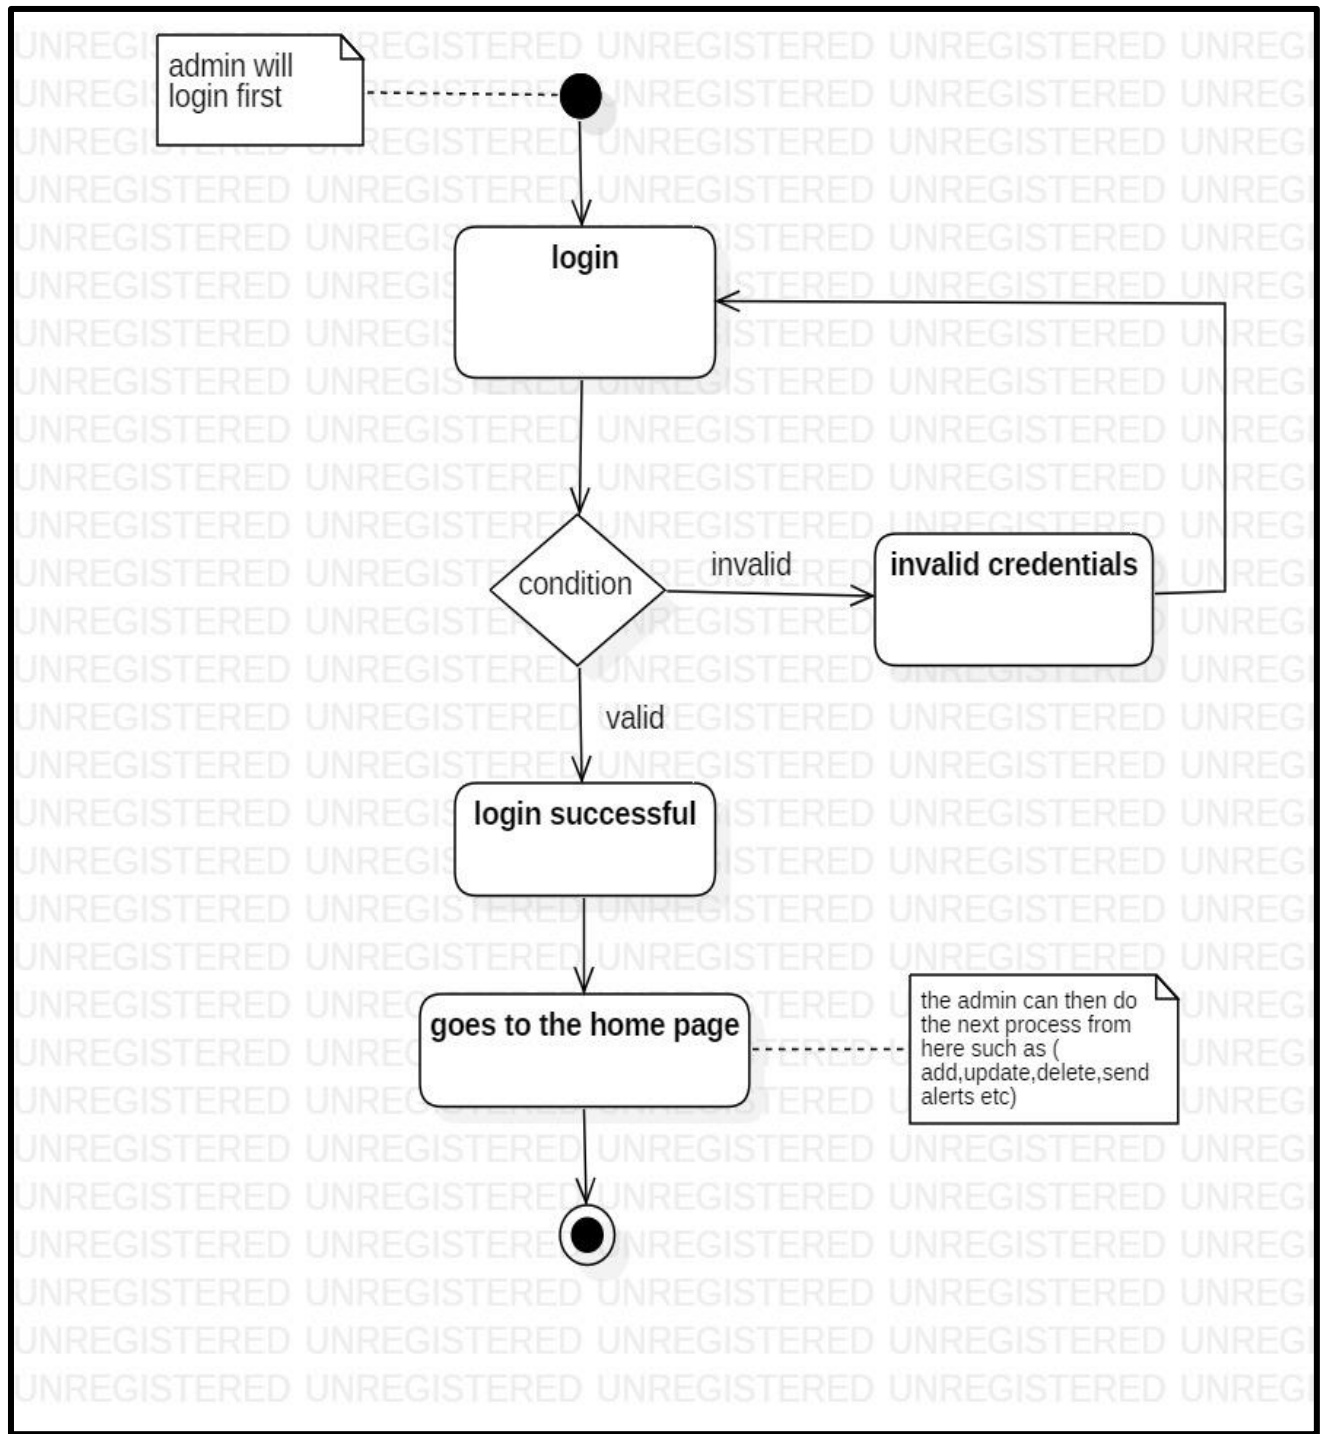 admin will
login first
login
condition
invalid
invalid credentials
valid
login successful
goes to the home page
the admin can then do
the next process from
here such as (
add,update,delete,send
alerts etc)
UNREGISTERED